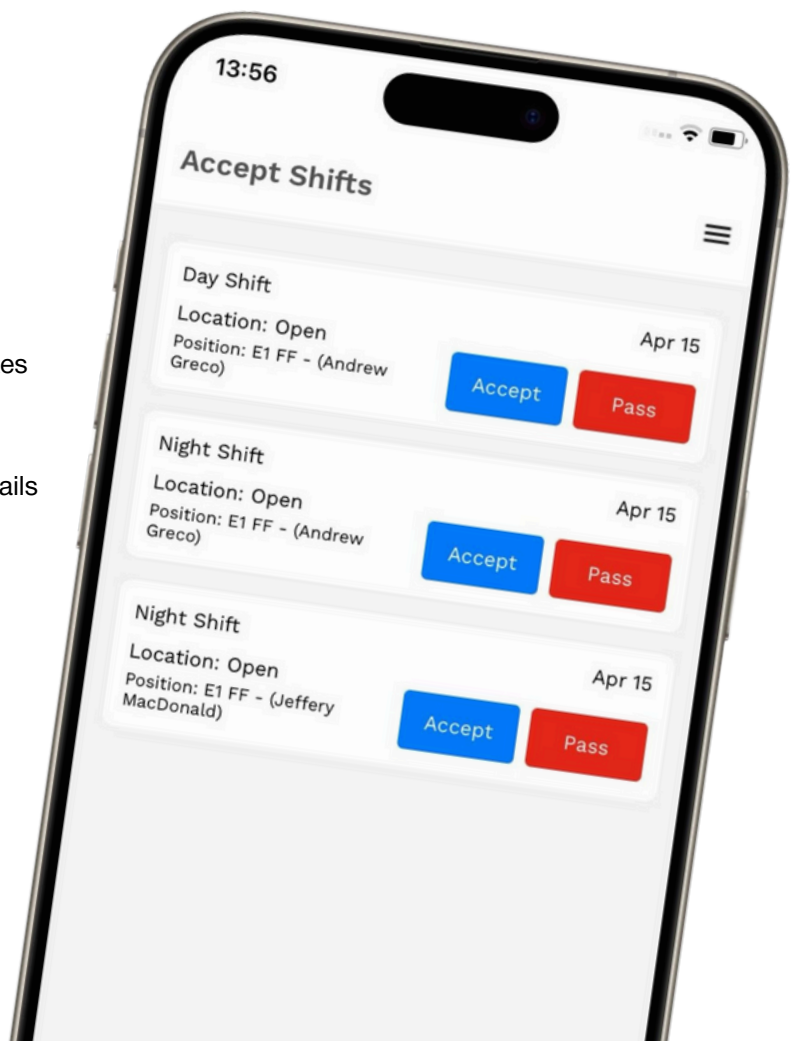 13:56
Accept Shifts
Day Shift
Apr 15
Location: Open
Position: E1 FF - (Andrew
Greco)
Accept
Pass
Night Shift
Apr 15
Location: Open
Position: E1 FF - (Andrew
Greco)
Accept
Pass
Night Shift
Apr 15
Location: Open
Position: E1 FF - (Jeffery
MacDonald)
Accept
Pass
es
ails